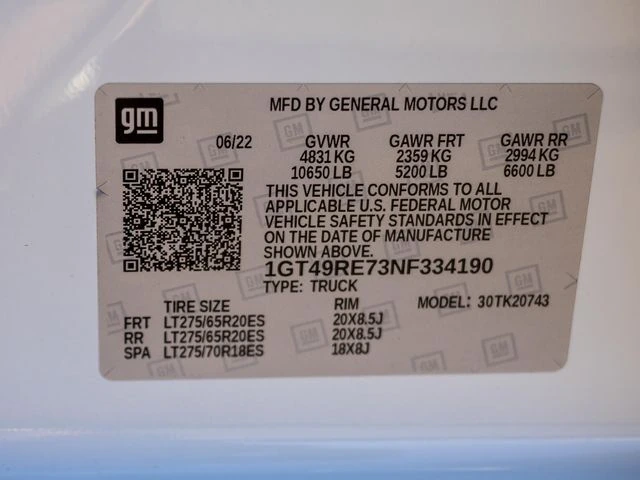 gm
MFD BY GENERAL MOTORS LLC
06/22 GVWR GAWR FRT GAWR RR
4831 KG 2359 KG 2994 KG
10650 LB 5200 LB 6600 LB
THIS VEHICLE CONFORMS TO ALL
APPLICABLE U.S. FEDERAL MOTOR
VEHICLE SAFETY STANDARDS IN EFFECT
ON THE DATE OF MANUFACTURE
SHOWN ABOVE.
1GT49RE73NF334190
TYPE: TRUCK
TIRE SIZE RIM MODEL: 30TK20743
FRT LT275/65R20ES 20X8.5J
RR LT275/65R20ES 20X8.5J
SPA LT275/70R18ES 18X8J